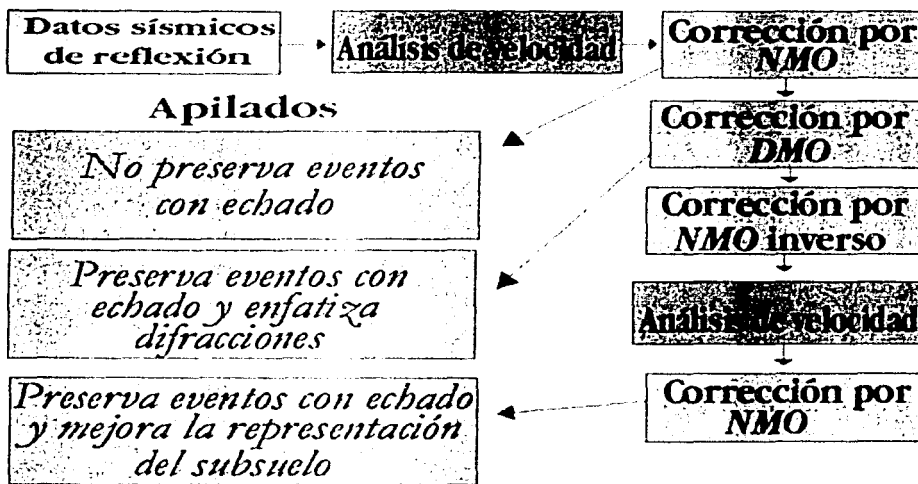 Datos sísmicos
de reflexión
Análisis de velocidad
Corrección por
NMO
Apilados
Corrección por
DMO
No preserva eventos
con echado
Corrección por
NMO inverso
Preserva eventos con
echado y enfatiza
difracciones
Análisis de velocidad
Preserva eventos con echado
y mejora la representación
del subsuelo
Corrección por
NMO